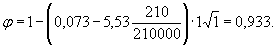 φ = 1 − (0,073 − 5,53 210/210000) · 1√1 = 0,933.